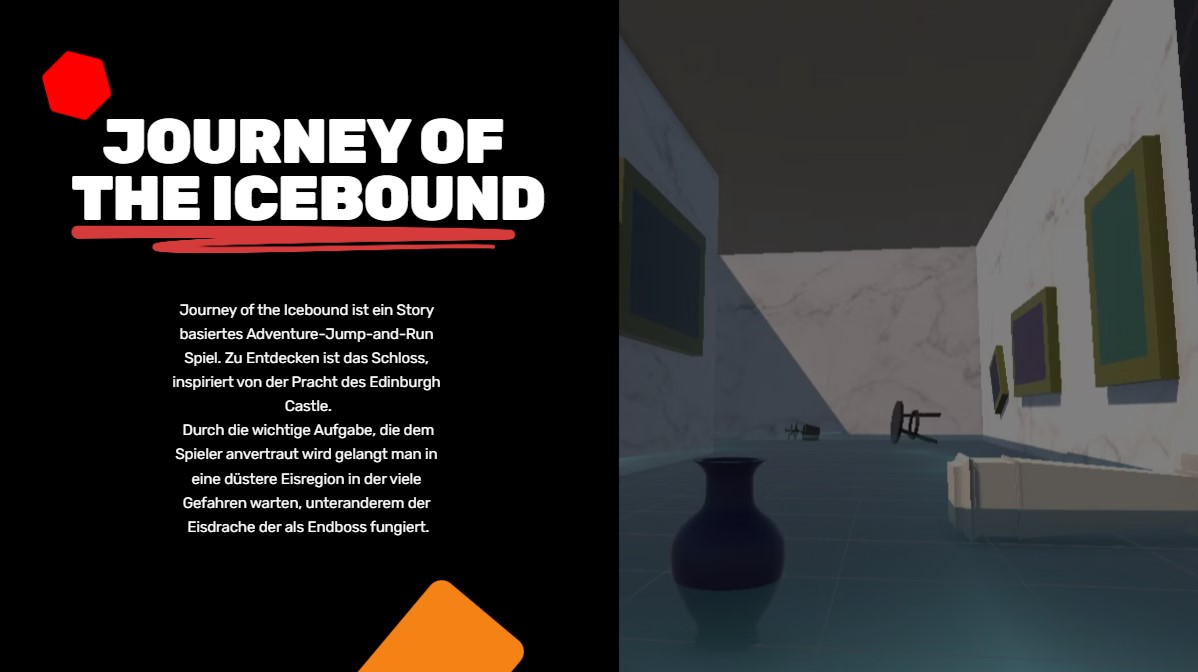 JOURNEY OF
THE ICEBOUND
Journey of the Icebound ist ein Story
basiertes Adventure-Jump-and-Run
Spiel. Zu Entdecken ist das Schloss,
inspiriert von der Pracht des Edinburgh
Castle.
Durch die wichtige Aufgabe, die dem
Spieler anvertraut wird gelangt man in
eine düstere Eisregion in der viele
Gefahren warten, unteranderem der
Eisdrache der als Endboss fungiert.